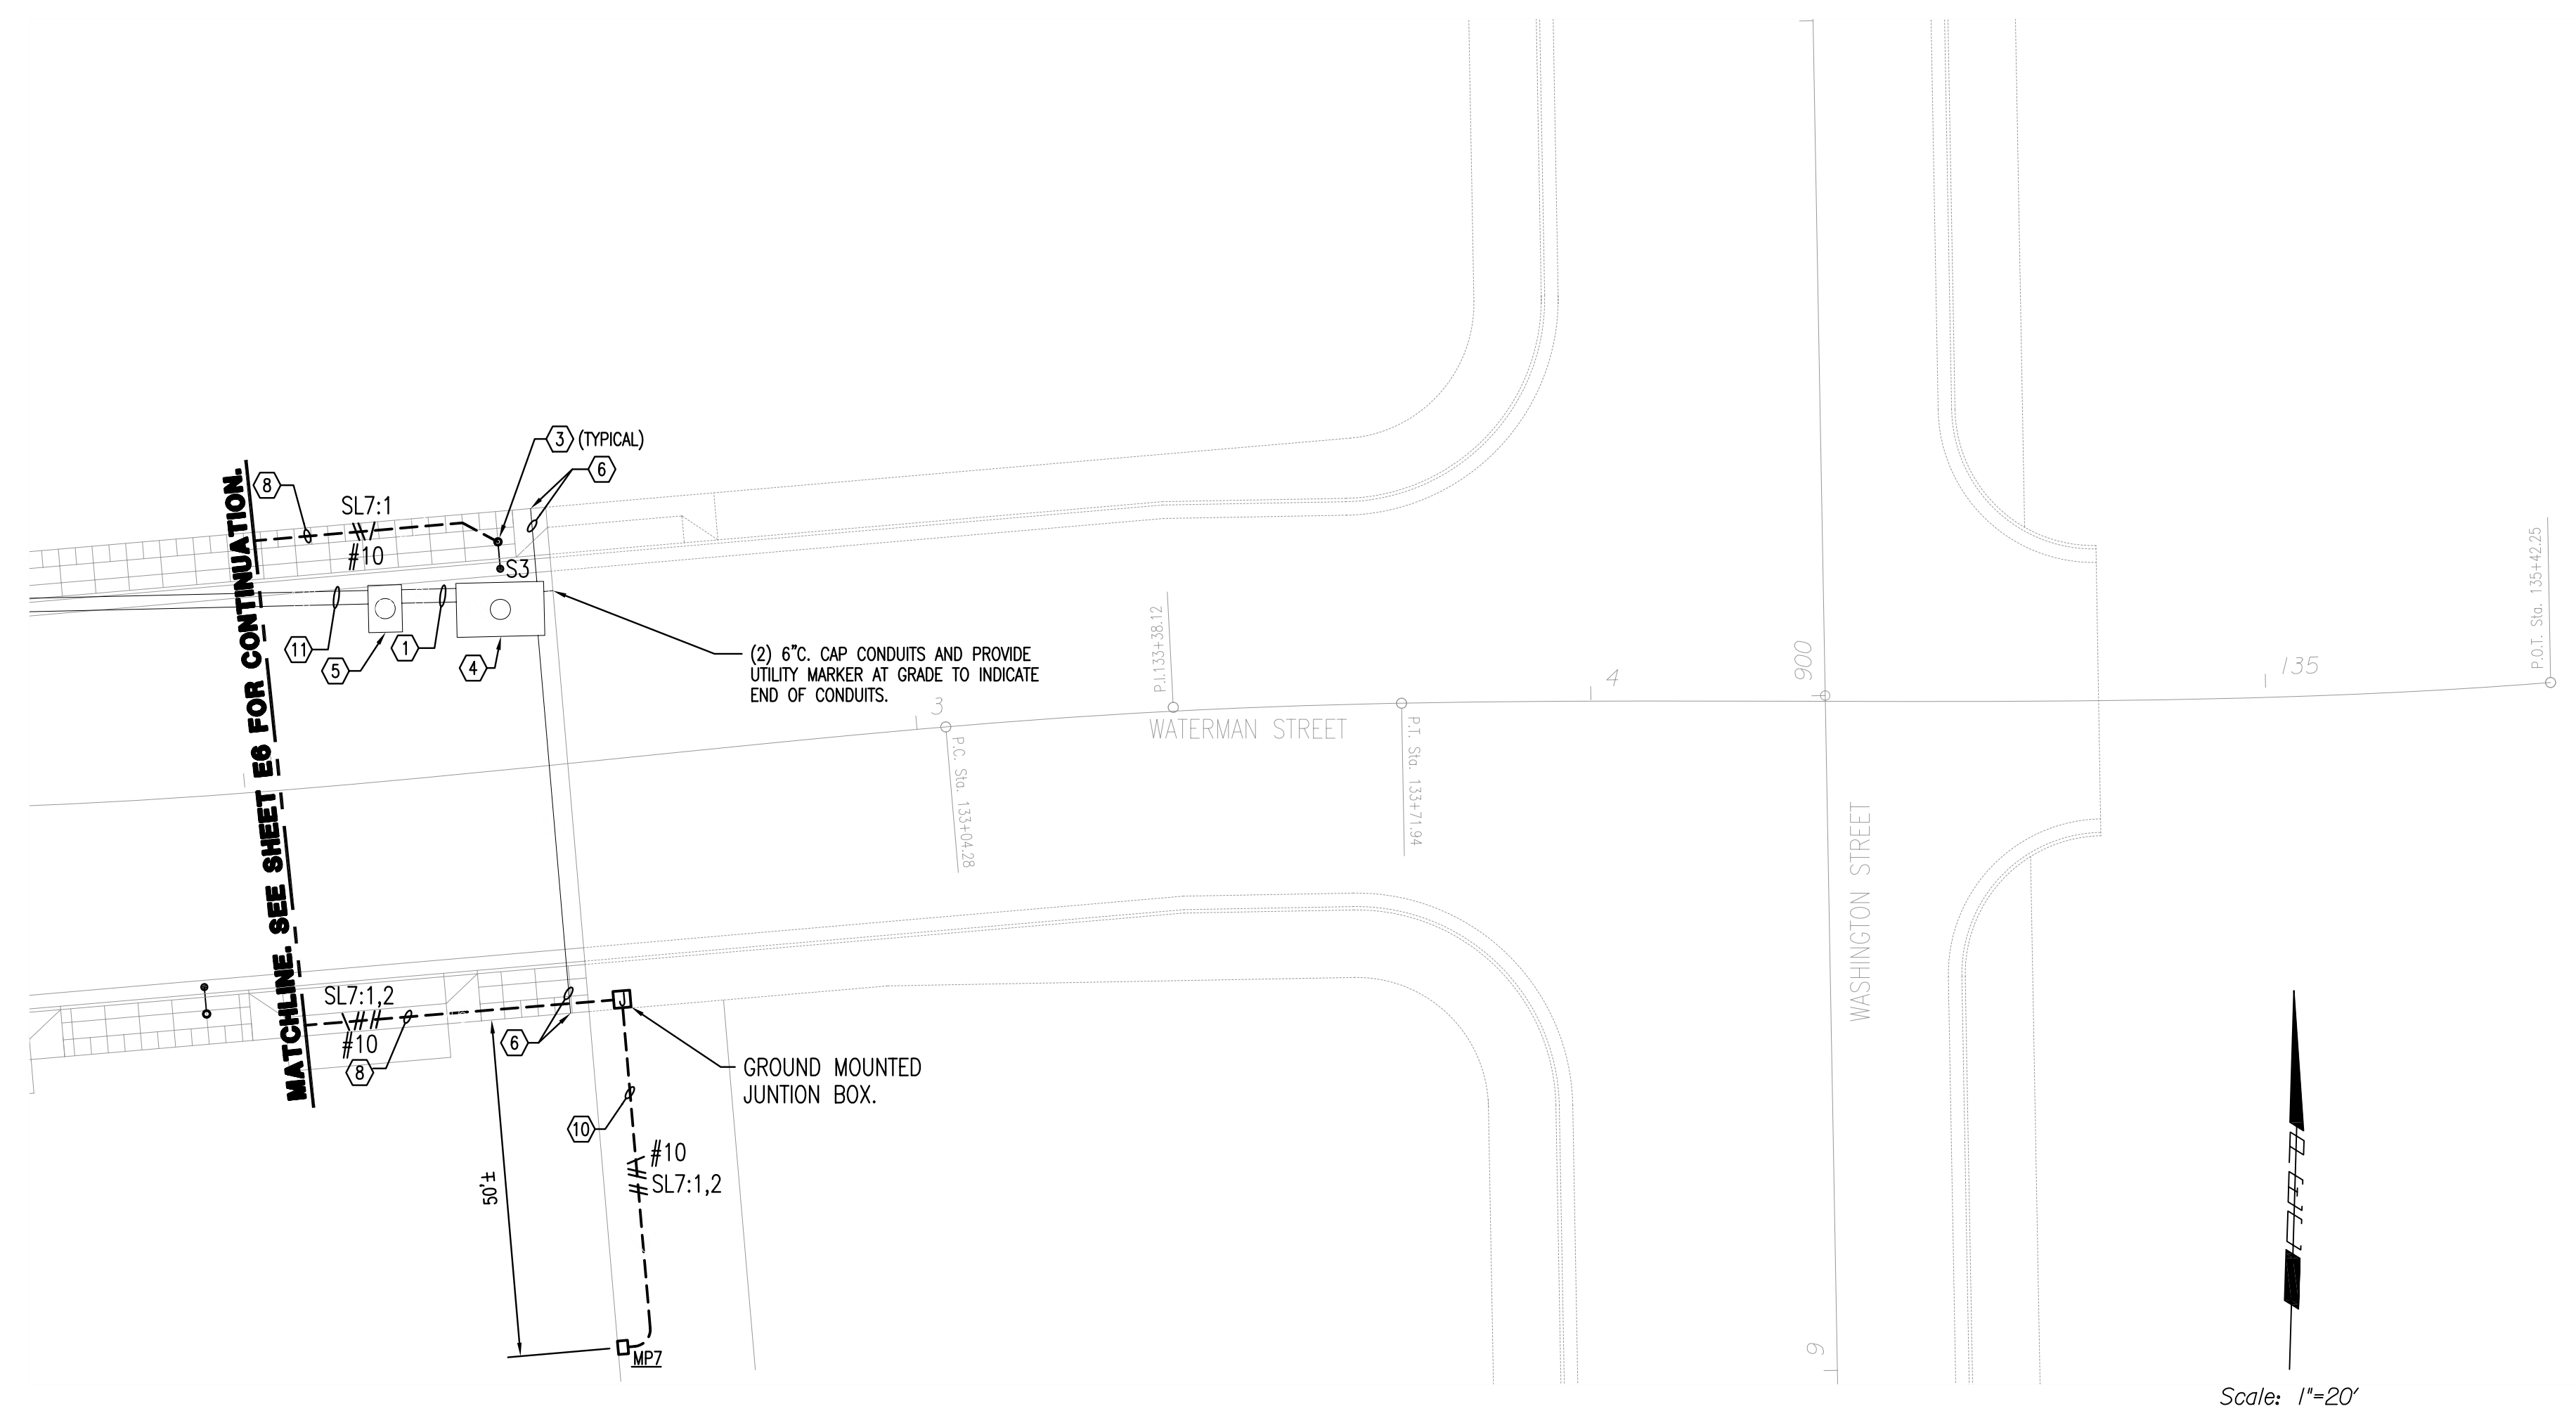 3 (TYPICAL)
6
8
SL7:1
#10
S3
MATCHLINE. SEE SHEET E6 FOR CONTINUATION.
11
5
1
4
(2) 6"C. CAP CONDUITS AND PROVIDE
UTILITY MARKER AT GRADE TO INDICATE
END OF CONDUITS.
P.O.T. Sta. 135+42.25
P.I.133+38.12
900
4
135
3
WATERMAN STREET
P.C. Sta. 133+04.28
P.T. Sta. 133+71.94
WASHINGTON STREET
SL7:1,2
#10
8
6
J
GROUND MOUNTED
JUNTION BOX.
10
#10
SL7:1,2
50'±
MP7
9
Scale: 1"=20'